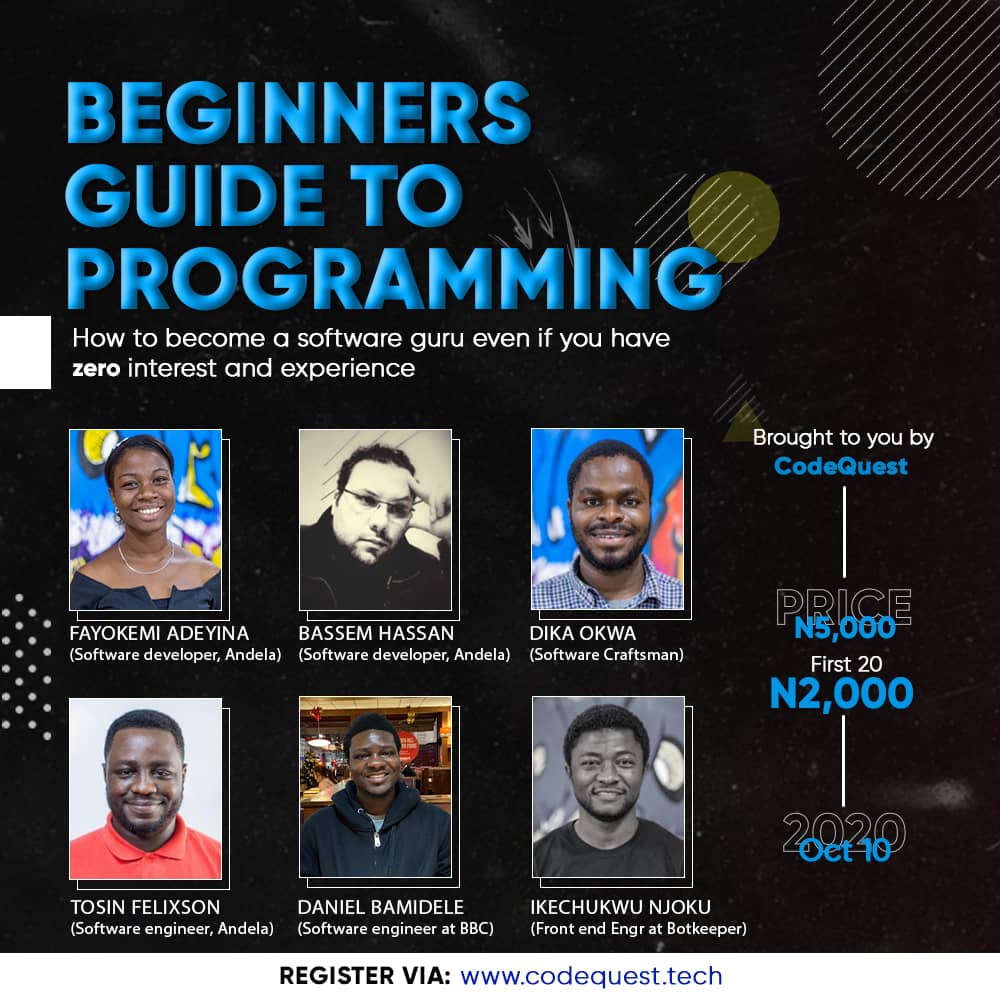 BEGINNERS
GUIDE TO
PROGRAMMING
How to become a software guru even if you have
zero interest and experience
FAYOKEMI ADEYINA
(Software developer, Andela)
BASSEM HASSAN
(Software developer, Andela)
DIKA OKWA
(Software Craftsman)
TOSIN FELIXSON
(Software engineer, Andela)
DANIEL BAMIDELE
(Software engineer at BBC)
IKECHUKWU NJOKU
(Front end Engr at Botkeeper)
Brought to you by
CodeQuest
PRICE
N5,000
First 20
N2,000
2020
Oct 10
REGISTER VIA: www.codequest.tech